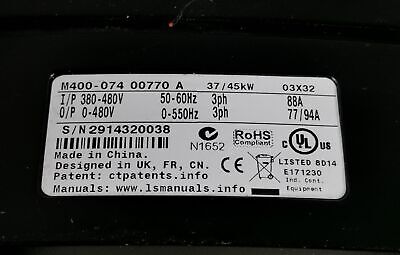 M400-074 00770 A 37/45kW 03X32
I/P 380-480V 50-60Hz 3ph 88A
O/P 0-480V 0-550Hz 3ph 77/94A
S/N 2914320038
N1652
RoHS
Compliant
C UL US
Made in China.
Designed in UK, FR, CN.
Patent: ctpatents.info
Manuals: www.lsmanuals.info
LISTED 8D14
E171230
Ind. Cont.
Equipment